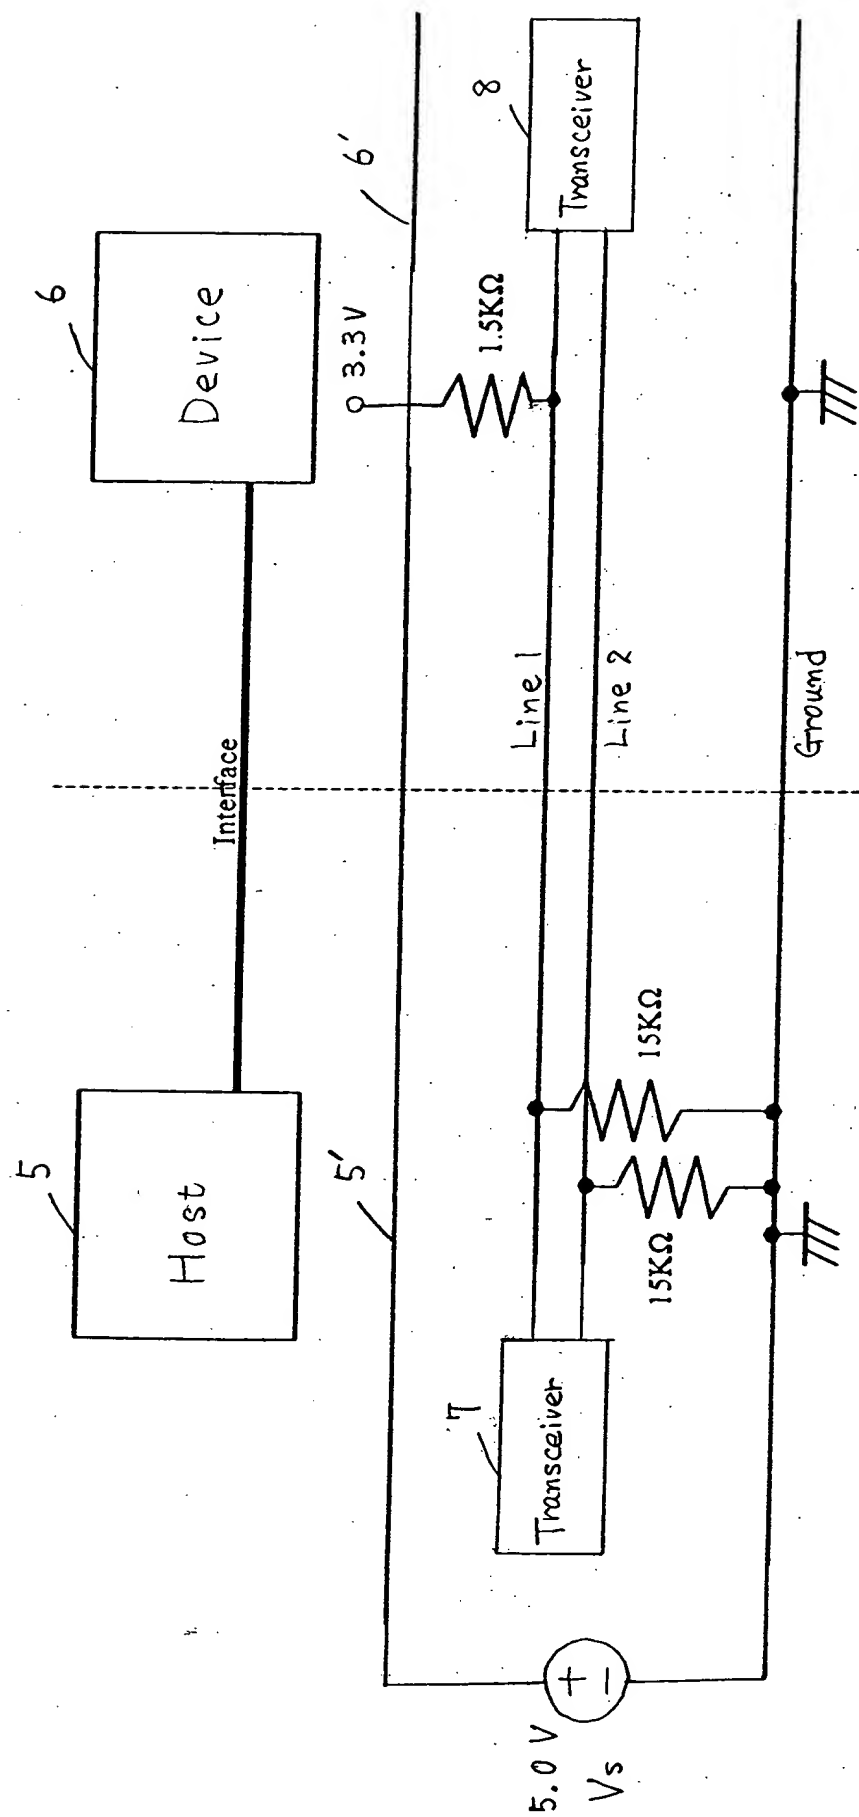 5
Host
Interface
6
Device
5'
6'
3.3V
1.5KΩ
7
Transceiver
8
Transceiver
Line 1
Line 2
15KΩ
15KΩ
Ground
5.0 V
Vs
+
−